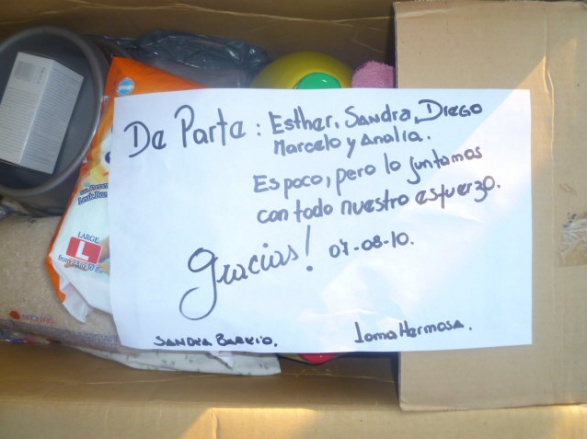 De Parte: Esther, Sandra, Diego
Marcelo y Analia.
Es poco, pero lo juntamos
con todo nuestro esfuerzo.
Gracias! 07-08-10.
SANDRA BARRIO. Loma Hermosa.
LARGE
L